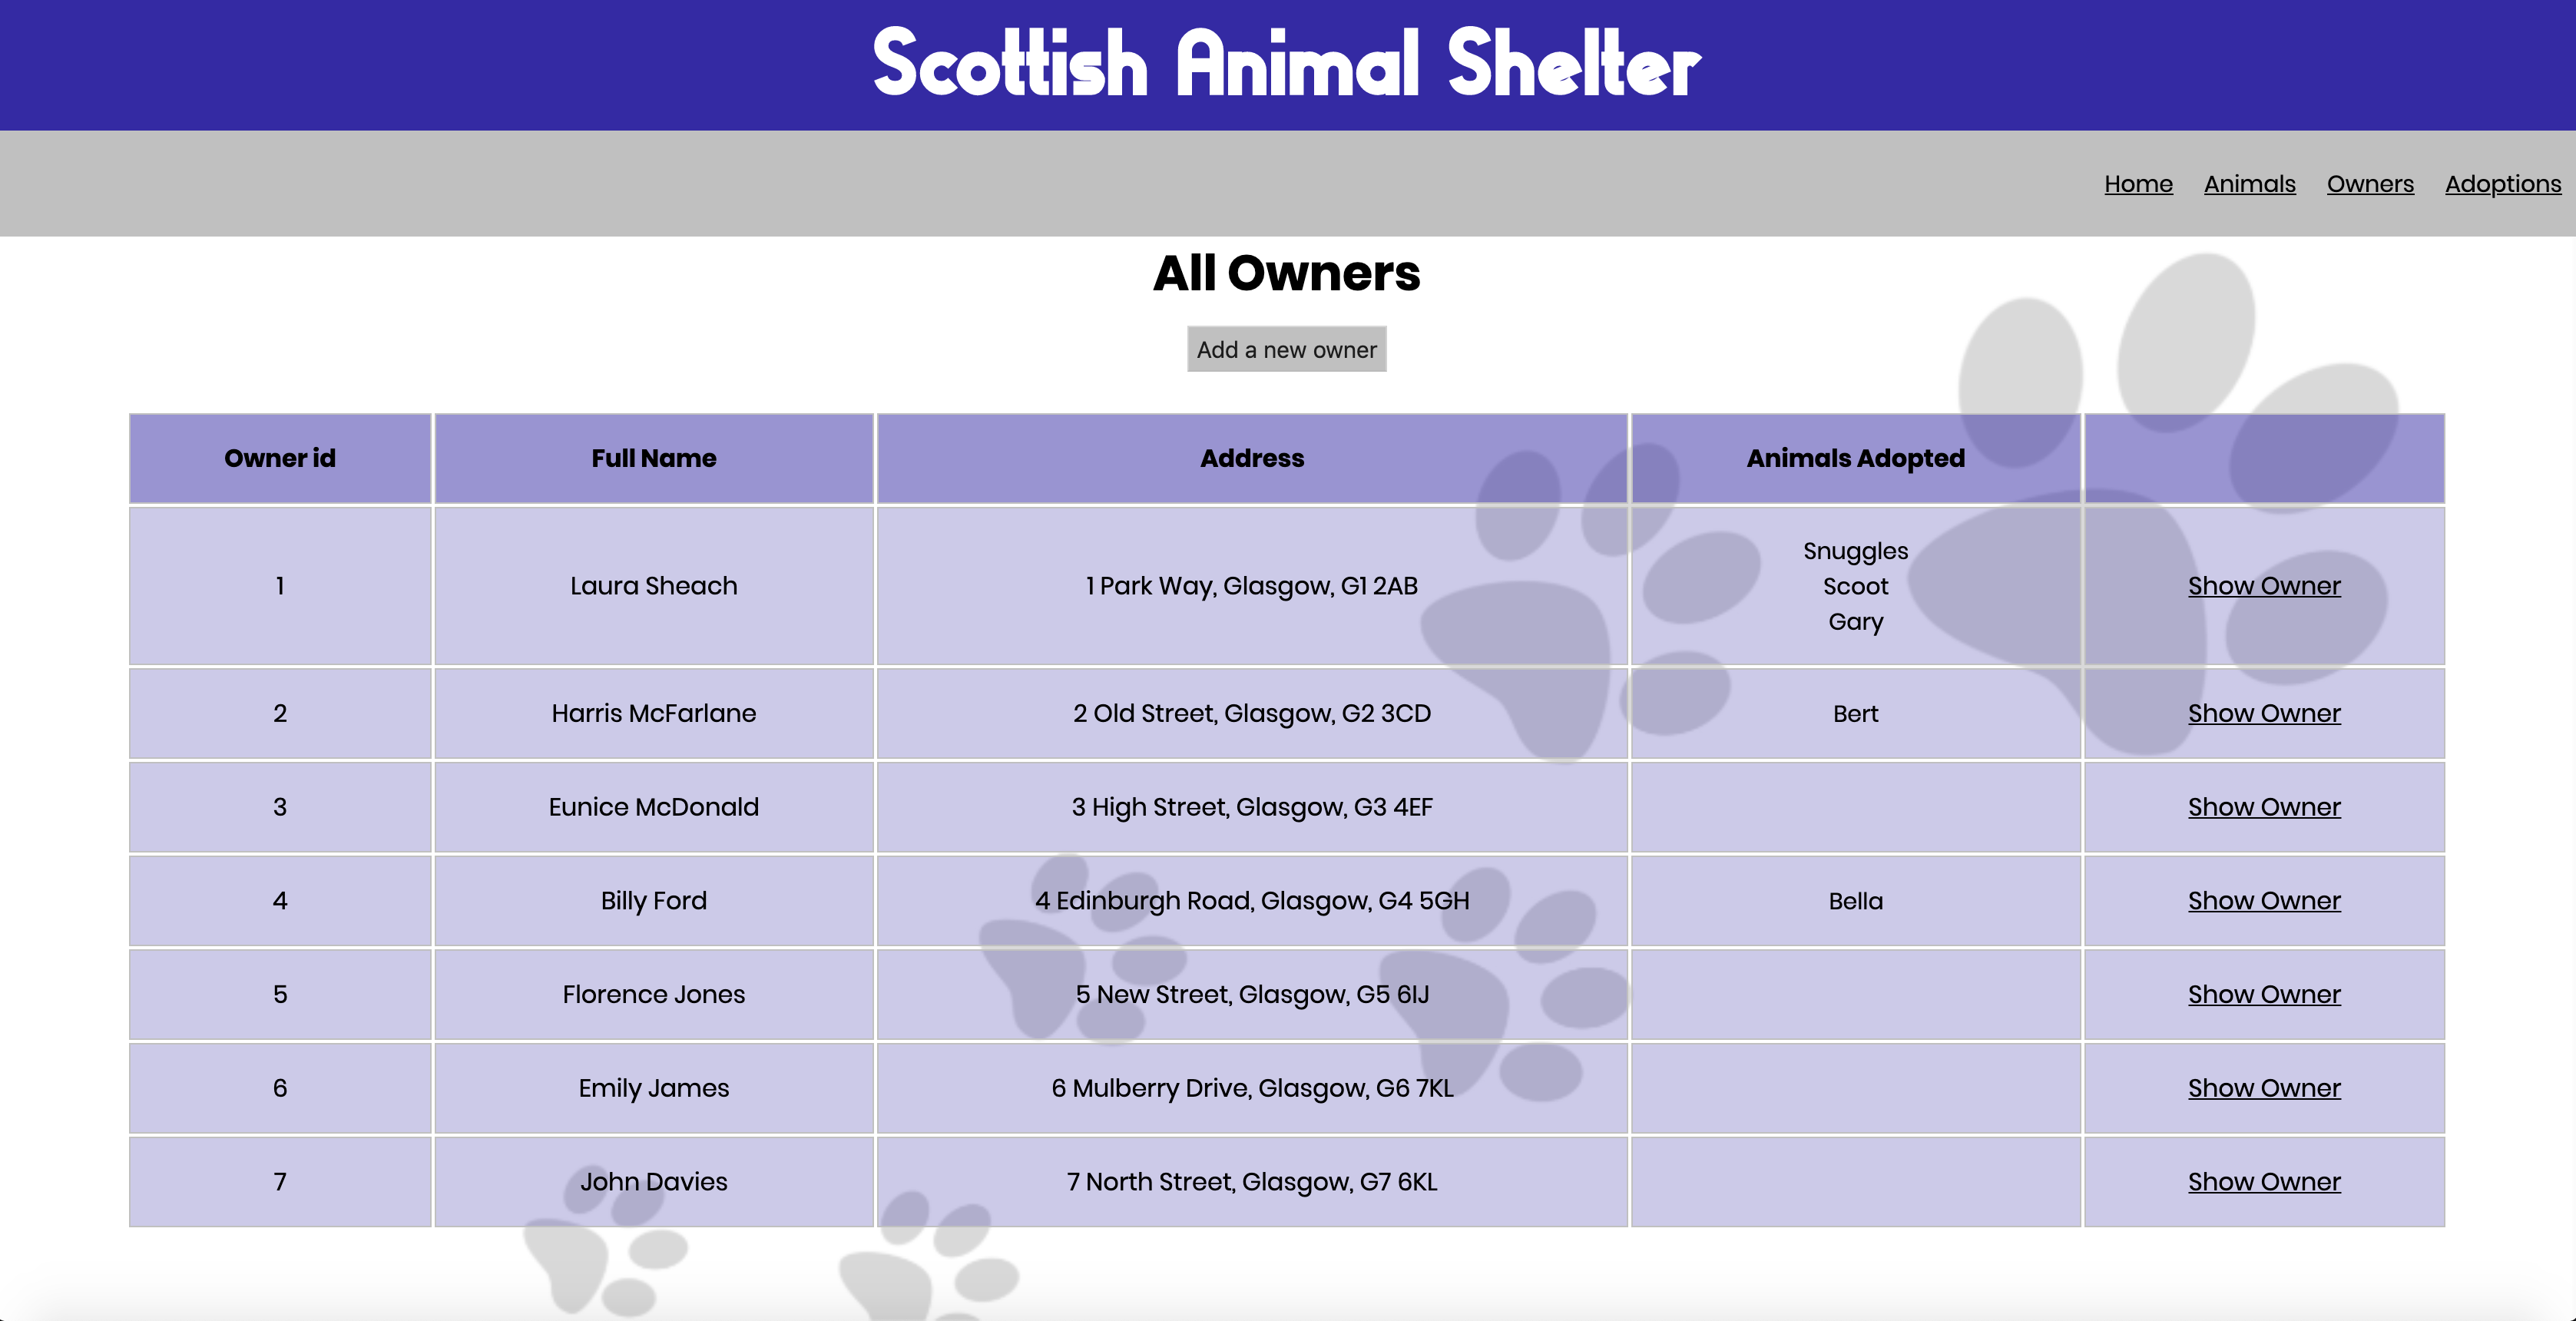 Scottish Animal Shelter
Home Animals Owners Adoptions
All Owners
Add a new owner
Owner id Full Name Address Animals Adopted
1 Laura Sheach 1 Park Way, Glasgow, G1 2AB Snuggles
Scoot
Gary Show Owner
2 Harris McFarlane 2 Old Street, Glasgow, G2 3CD Bert Show Owner
3 Eunice McDonald 3 High Street, Glasgow, G3 4EF Show Owner
4 Billy Ford 4 Edinburgh Road, Glasgow, G4 5GH Bella Show Owner
5 Florence Jones 5 New Street, Glasgow, G5 6IJ Show Owner
6 Emily James 6 Mulberry Drive, Glasgow, G6 7KL Show Owner
7 John Davies 7 North Street, Glasgow, G7 6KL Show Owner